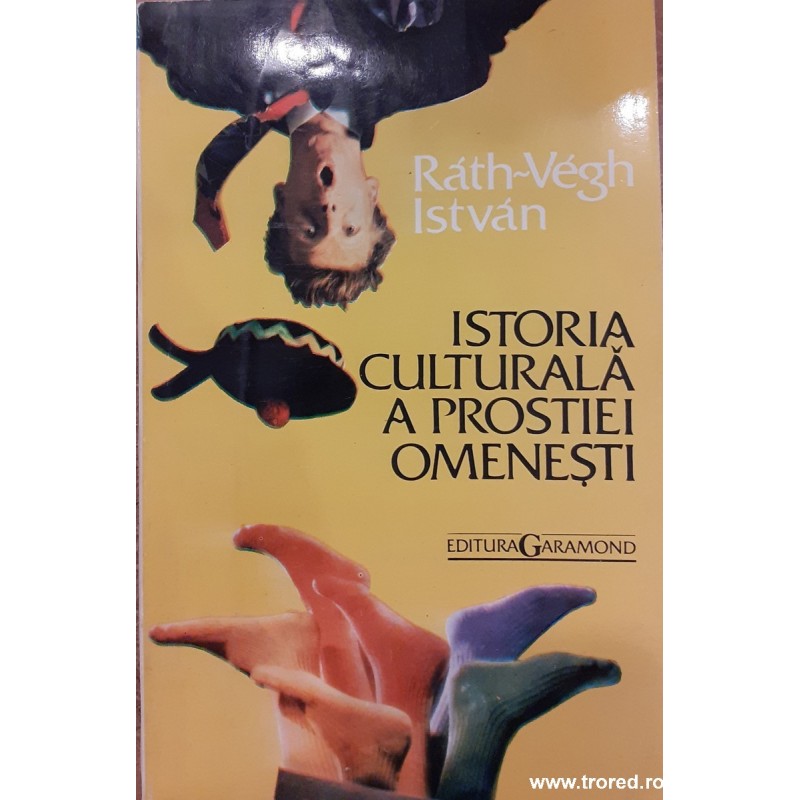 Ráth~Végh
István
ISTORIA
CULTURALĂ
A PROSTIEI
OMENEȘTI
EDITURA GARAMOND
www.trored.ro